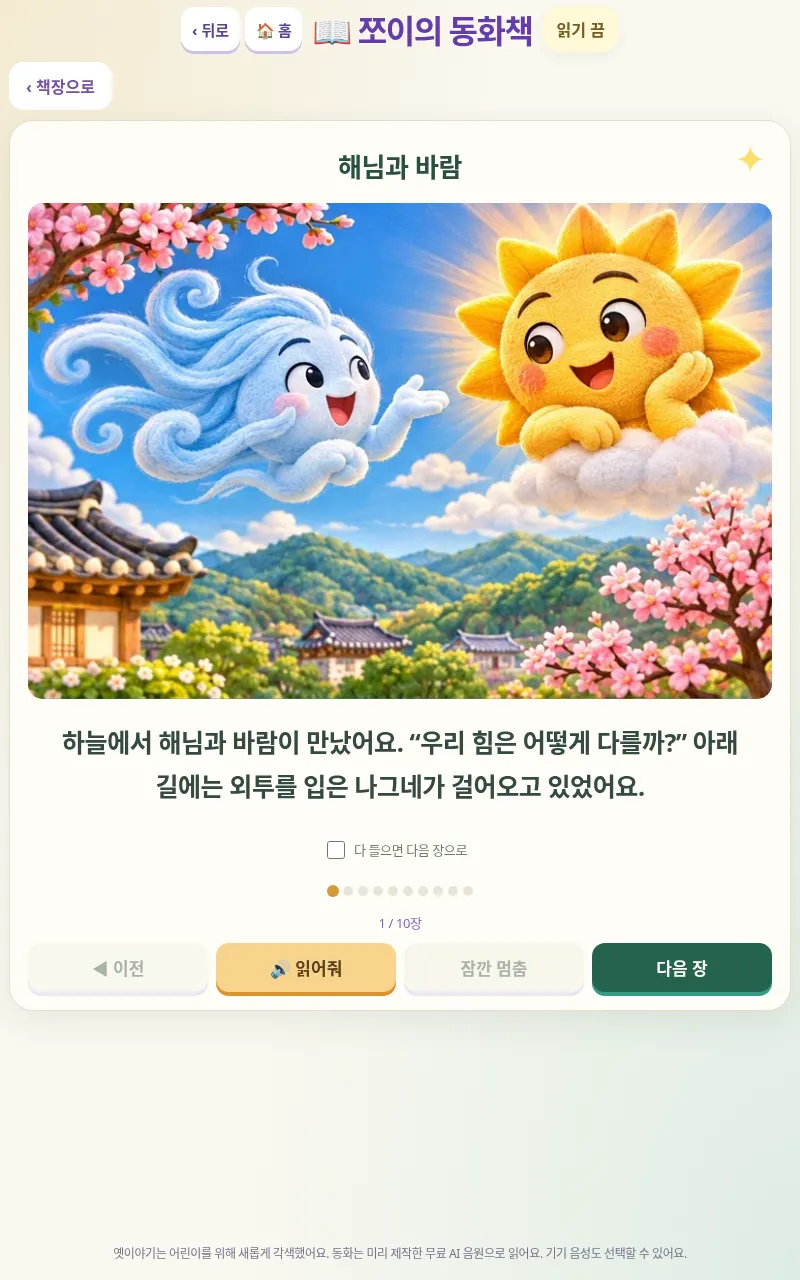 ‹ 뒤로
🏠 홈
📖 쪼이의 동화책
읽기 끝
‹ 책장으로
해님과 바람
하늘에서 해님과 바람이 만났어요. “우리 힘은 어떻게 다를까?” 아래
길에는 외투를 입은 나그네가 걸어오고 있었어요.
다 들으면 다음 장으로
1 / 10장
◀ 이전
🔊 읽어줘
잠깐 멈춤
다음 장
옛이야기는 어린이를 위해 새롭게 각색했어요. 동화는 미리 제작한 무료 AI 음원으로 읽어요. 기기 음성도 선택할 수 있어요.